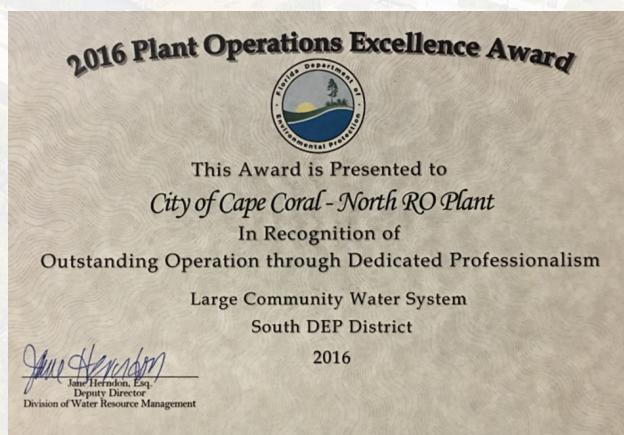 2016 Plant Operations Excellence Award
Florida Department of
Environmental Protection
This Award is Presented to
City of Cape Coral - North RO Plant
In Recognition of
Outstanding Operation through Dedicated Professionalism
Large Community Water System
South DEP District
2016
Jane Herndon
Jane Herndon, Esq.
Deputy Director
Division of Water Resource Management